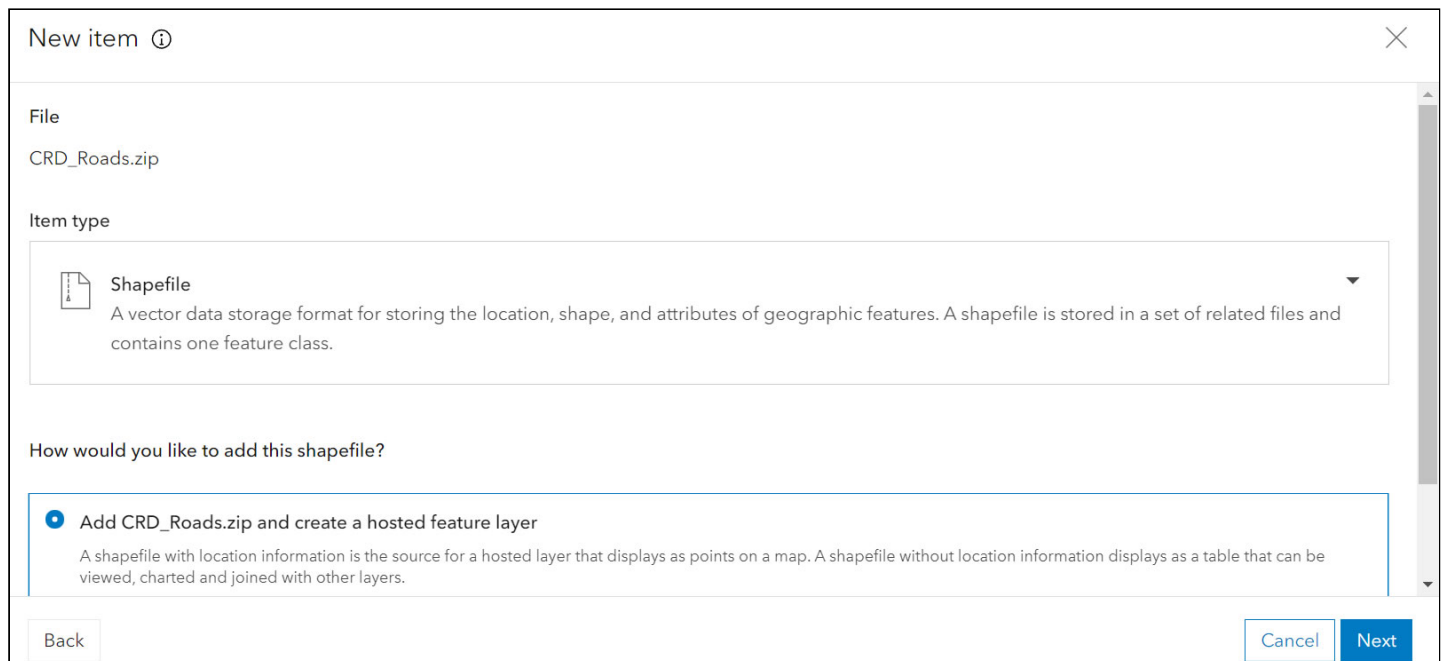 New item
File
CRD_Roads.zip
Item type
Shapefile
A vector data storage format for storing the location, shape, and attributes of geographic features. A shapefile is stored in a set of related files and
contains one feature class.
How would you like to add this shapefile?
Add CRD_Roads.zip and create a hosted feature layer
A shapefile with location information is the source for a hosted layer that displays as points on a map. A shapefile without location information displays as a table that can be
viewed, charted and joined with other layers.
Back
Cancel
Next